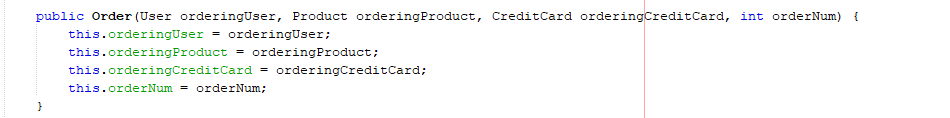 public Order(User orderingUser, Product orderingProduct, CreditCard orderingCreditCard, int orderNum) {
    this.orderingUser = orderingUser;
    this.orderingProduct = orderingProduct;
    this.orderingCreditCard = orderingCreditCard;
    this.orderNum = orderNum;
}